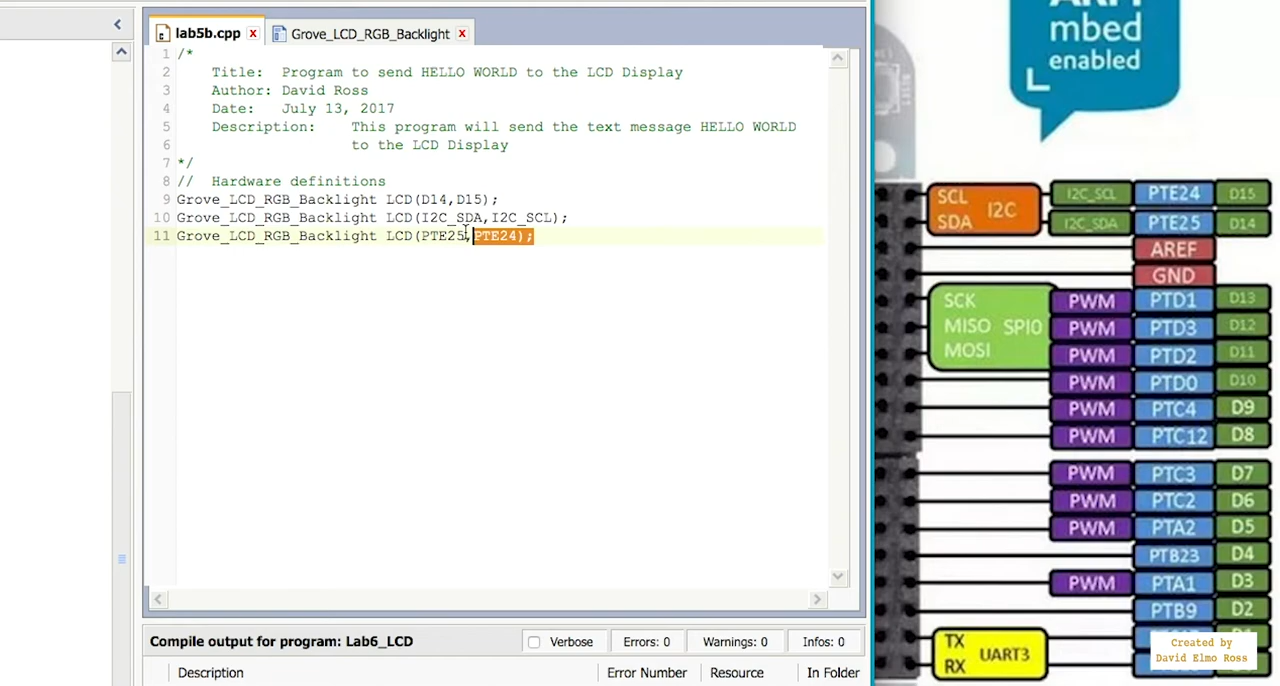 lab5b.cpp x Grove_LCD_RGB_Backlight x
1 /*
2 Title: Program to send HELLO WORLD to the LCD Display
3 Author: David Ross
4 Date: July 13, 2017
5 Description: This program will send the text message HELLO WORLD
6 to the LCD Display
7 */
8 // Hardware definitions
9 Grove_LCD_RGB_Backlight LCD(D14,D15);
10 Grove_LCD_RGB_Backlight LCD(I2C_SDA,I2C_SCL);
11 Grove_LCD_RGB_Backlight LCD(PTE25,PTE24);
Compile output for program: Lab6_LCD Verbose Errors: 0 Warnings: 0 Infos: 0
Description Error Number Resource In Folder
mbed
enabled
SCL I2C_SCL PTE24 D15
I2C
SDA I2C_SDA PTE25 D14
AREF
GND
SCK PWM PTD1 D13
MISO SPI0 PWM PTD3 D12
MOSI PWM PTD2 D11
PWM PTD0 D10
PWM PTC4 D9
PWM PTC12 D8
PWM PTC3 D7
PWM PTC2 D6
PWM PTA2 D5
PTB23 D4
PWM PTA1 D3
PTB9 D2
TX
UART3
RX
Created by
David Elmo Ross